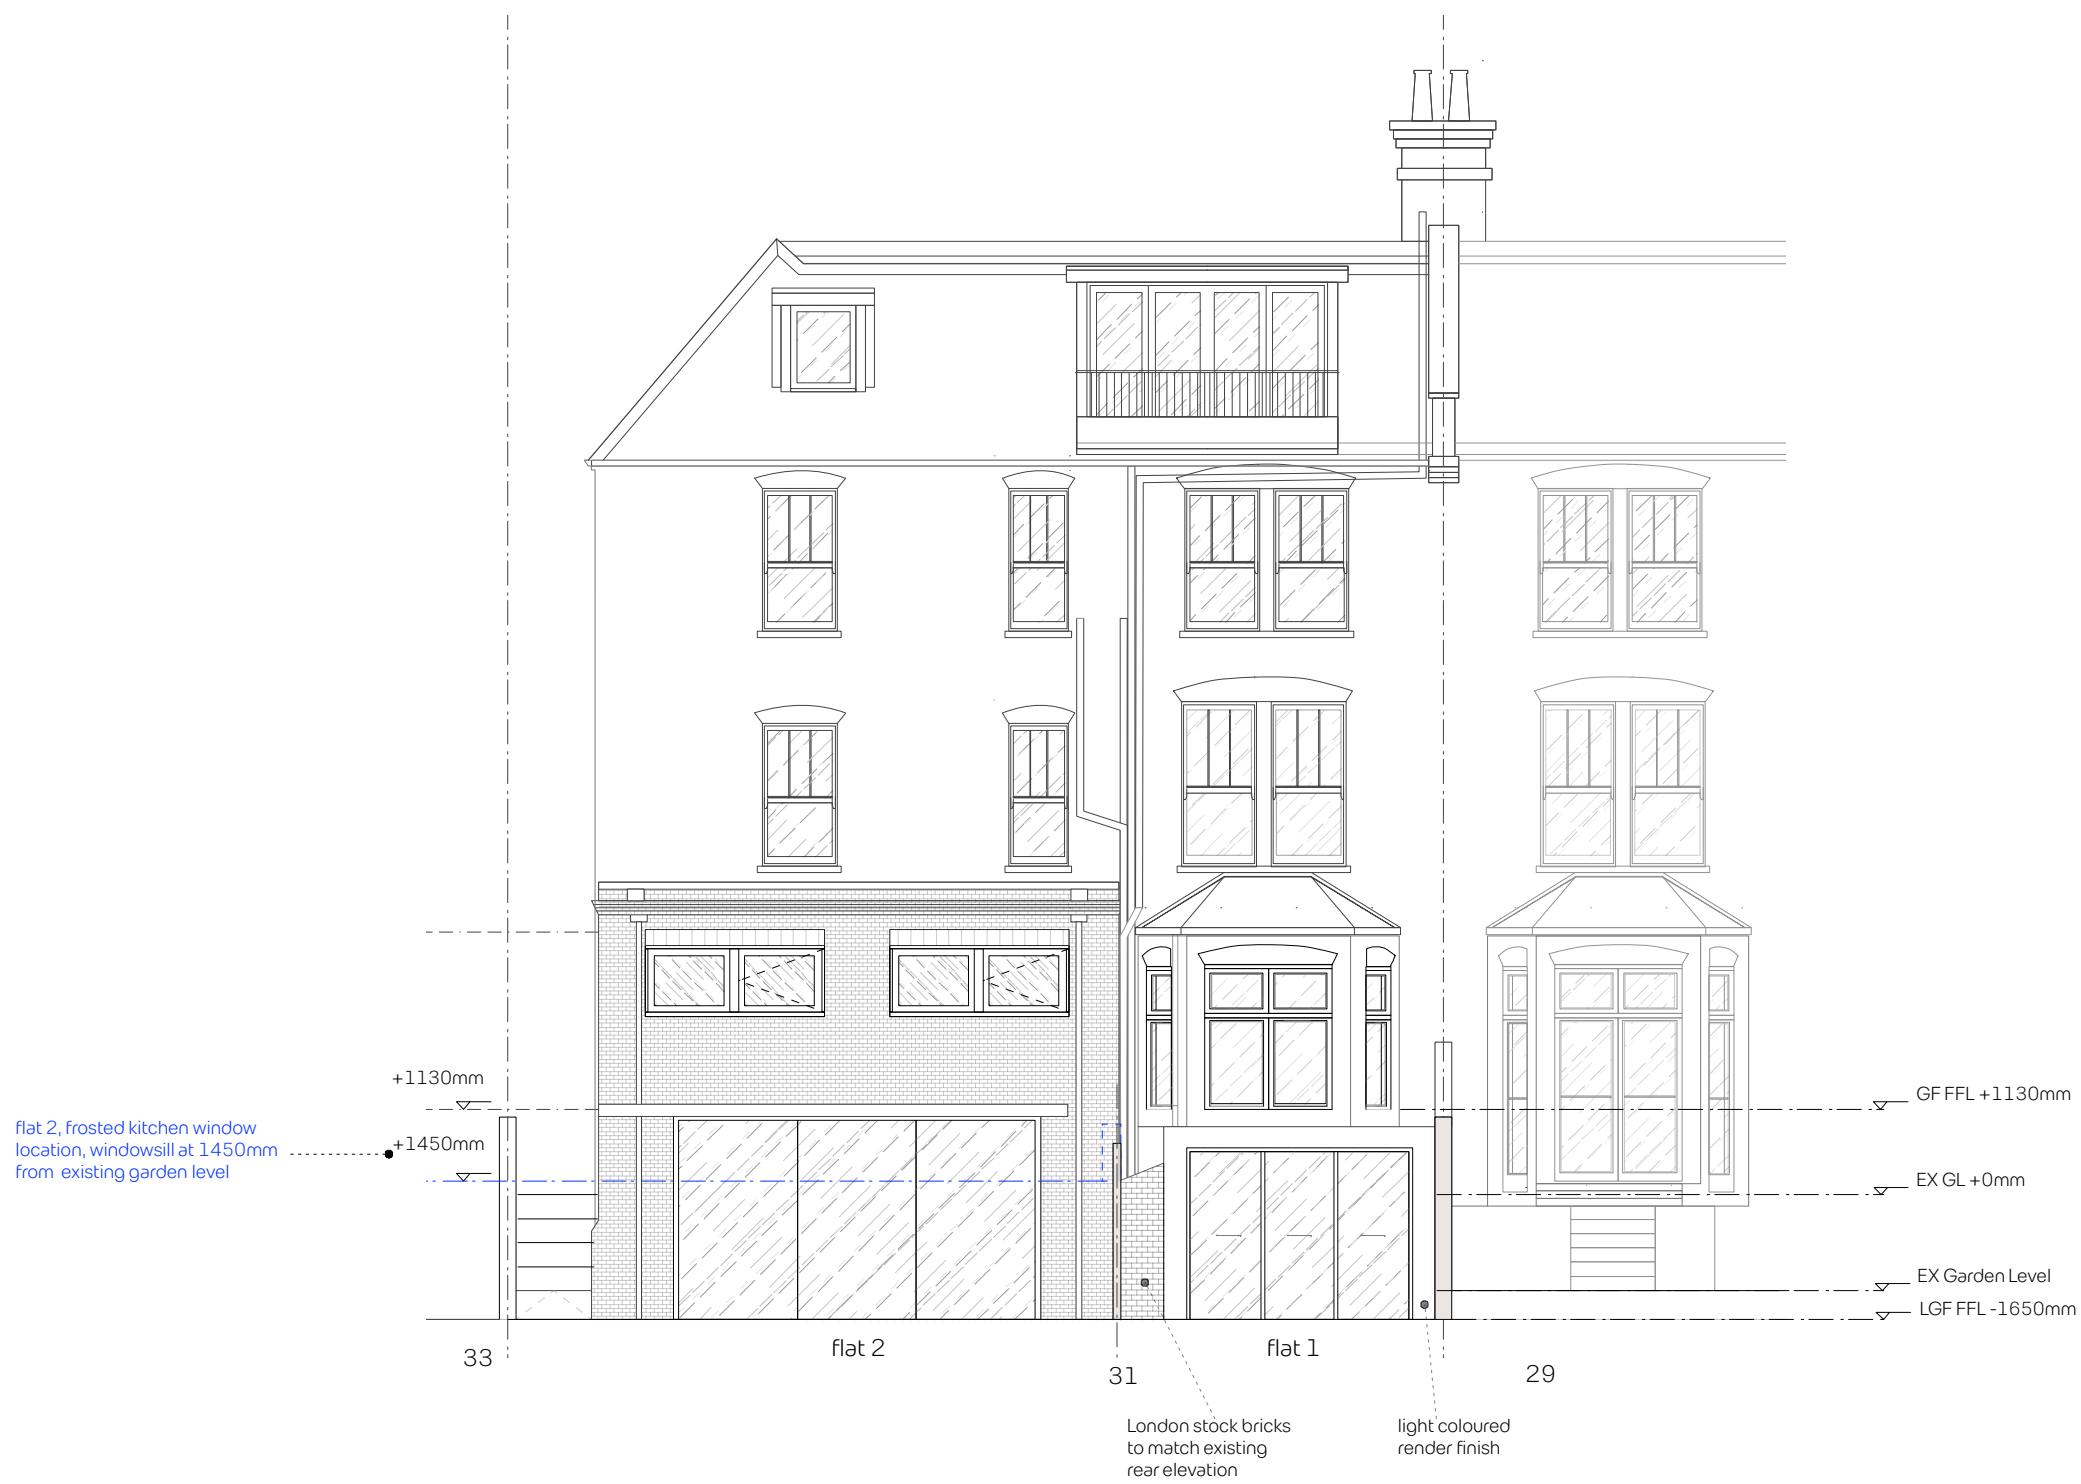 +1130mm
GF FFL +1130mm
flat 2, frosted kitchen window
location, windowsill at 1450mm
from existing garden level
+1450mm
EX GL +0mm
EX Garden Level
LGF FFL -1650mm
33
flat 2
31
flat 1
29
London stock bricks
to match existing
rear elevation
light coloured
render finish